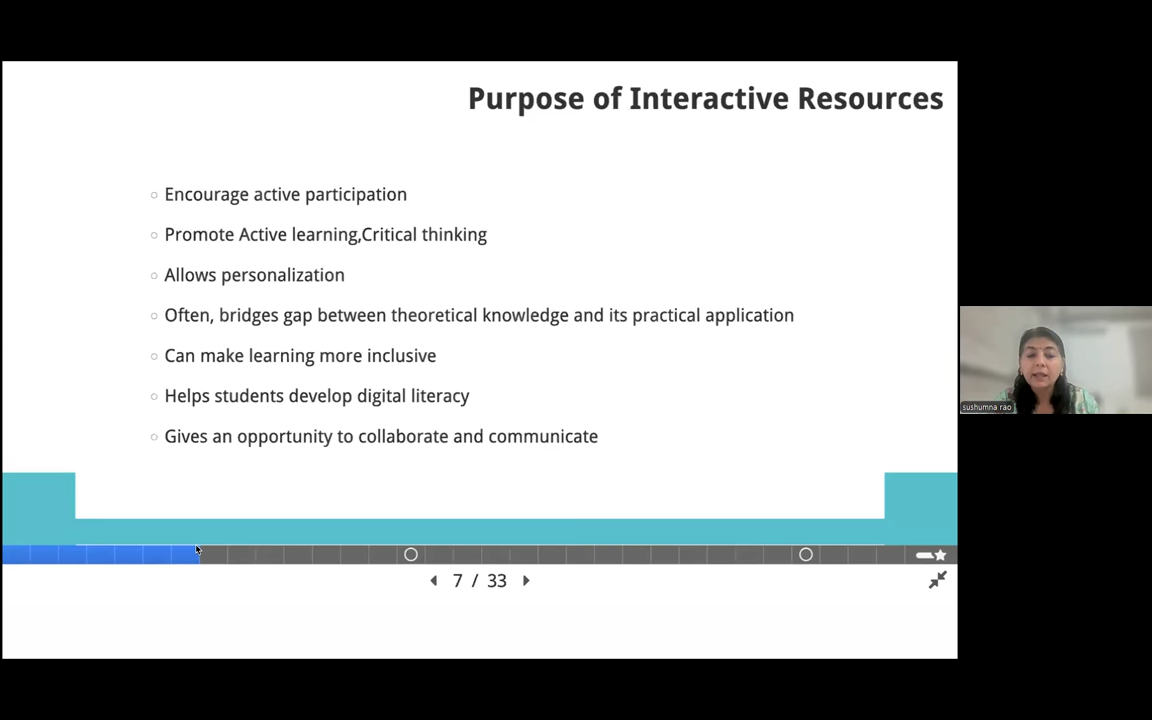 Purpose of Interactive Resources
Encourage active participation
Promote Active learning,Critical thinking
Allows personalization
Often, bridges gap between theoretical knowledge and its practical application
Can make learning more inclusive
Helps students develop digital literacy
Gives an opportunity to collaborate and communicate
sushumna rao
7 / 33